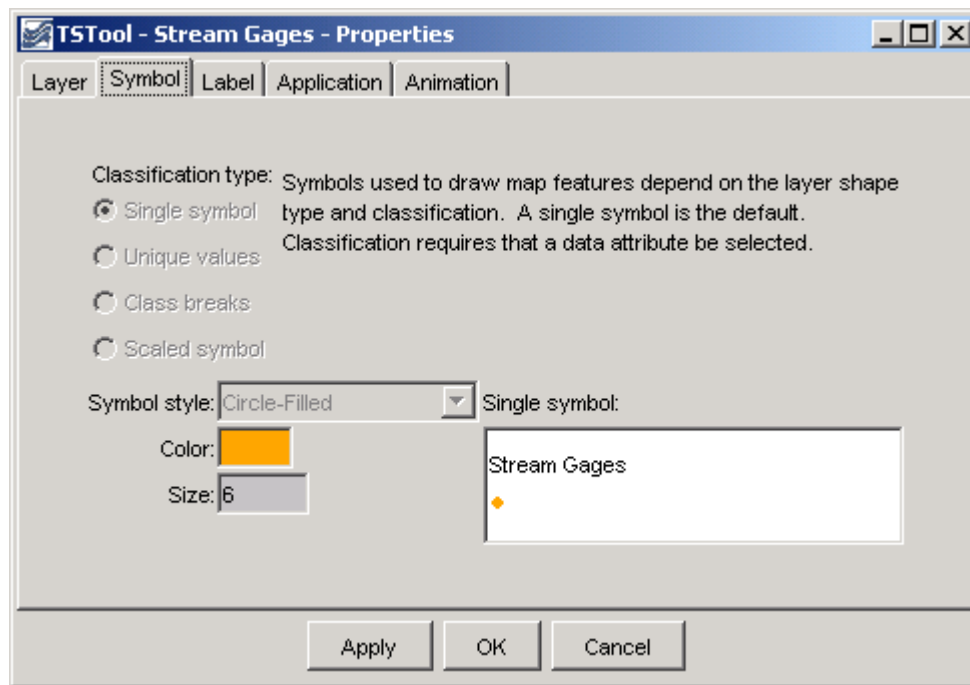 TSTool - Stream Gages - Properties
Layer Symbol Label Application Animation
Classification type:
Symbols used to draw map features depend on the layer shape
type and classification. A single symbol is the default.
Classification requires that a data attribute be selected.
Single symbol
Unique values
Class breaks
Scaled symbol
Symbol style: Circle-Filled
Single symbol:
Color:
Size: 6
Stream Gages
Apply OK Cancel